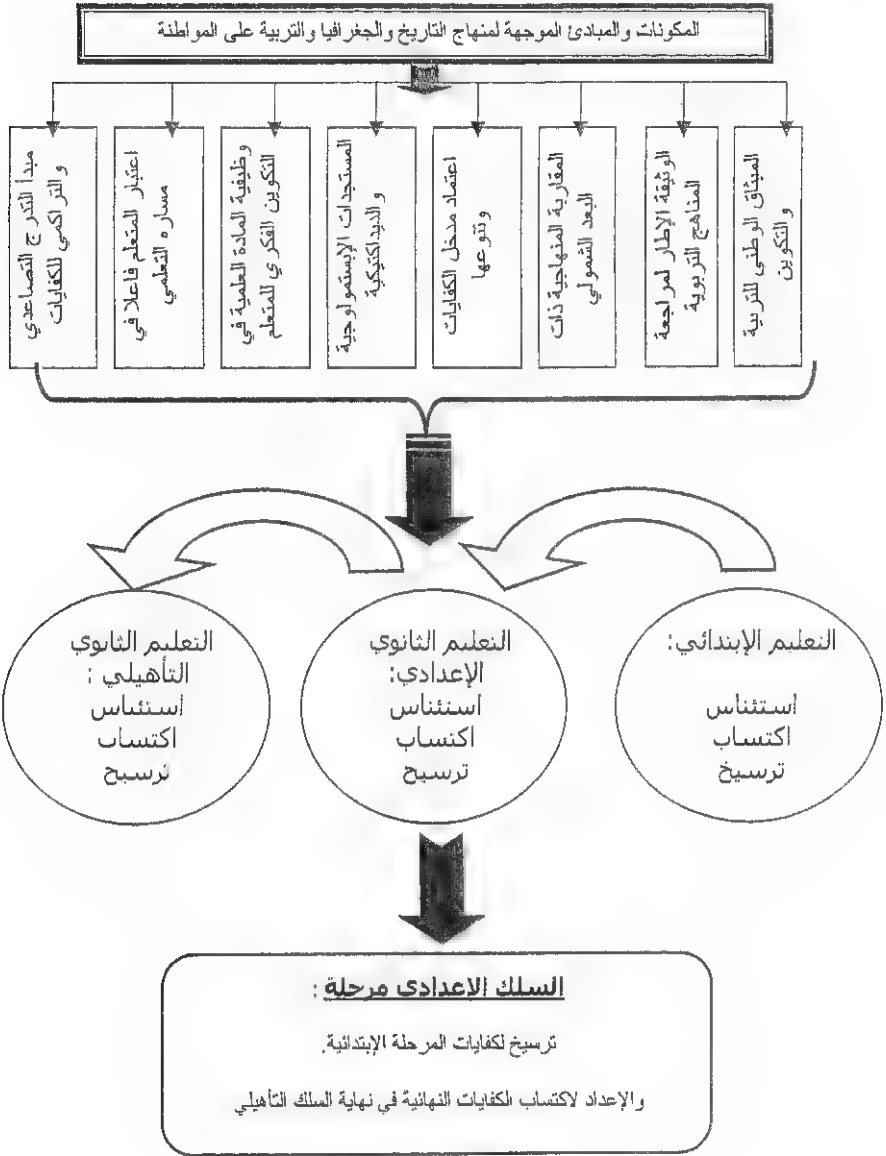 المكونات والمبادئ الموجهة لمنهاج التاريخ والجغرافيا والتربية على المواطنة
الميثاق الوطني للتربية
والتكوين
الوثيقة الإطار لمراجعة
المناهج التربوية
المقاربة المنهاجية ذات
البعد الشمولي
اعتماد مدخل الكفايات
وتنوعها
المستجدات الإبستمولوجية
والديداكتيكية
وظيفية المادة العلمية في
التكوين الفكري للمتعلم
اعتبار المتعلم فاعلا في
مساره التعلمي
مبدأ التدرج التصاعدي
والتراكمي للكفايات
التعليم الإبتدائي:
استئناس
اكتساب
ترسيخ
التعليم الثانوي
الإعدادي:
استئناس
اكتساب
ترسيخ
التعليم الثانوي
التأهيلي :
استئناس
اكتساب
ترسيخ
السلك الإعدادي مرحلة :
ترسيخ لكفايات المرحلة الإبتدائية.
والإعداد لاكتساب الكفايات النهائية في نهاية السلك التأهيلي